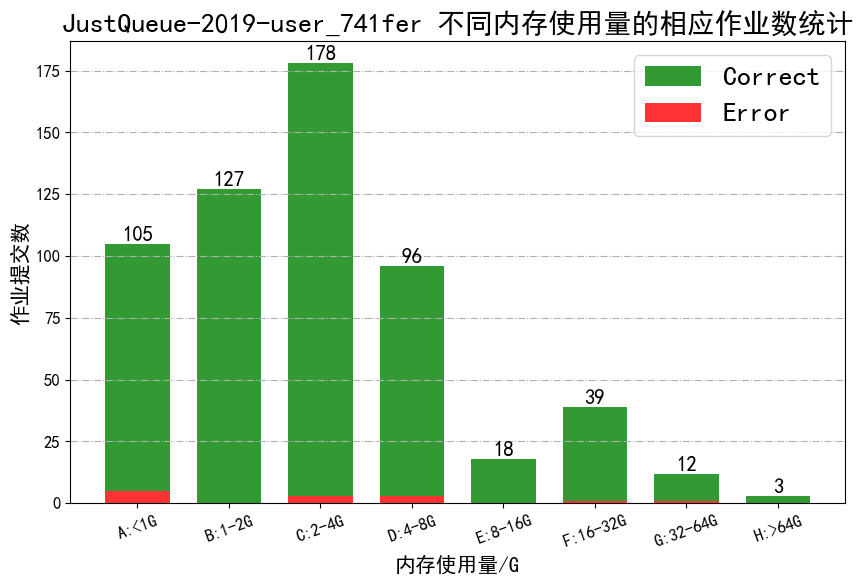 JustQueue-2019-user_741fer 不同内存使用量的相应作业数统计
Correct
Error
作业提交数
175
150
125
100
75
50
25
0
105
127
178
96
18
39
12
3
A:<1G
B:1-2G
C:2-4G
D:4-8G
E:8-16G
F:16-32G
G:32-64G
H:>64G
内存使用量/G